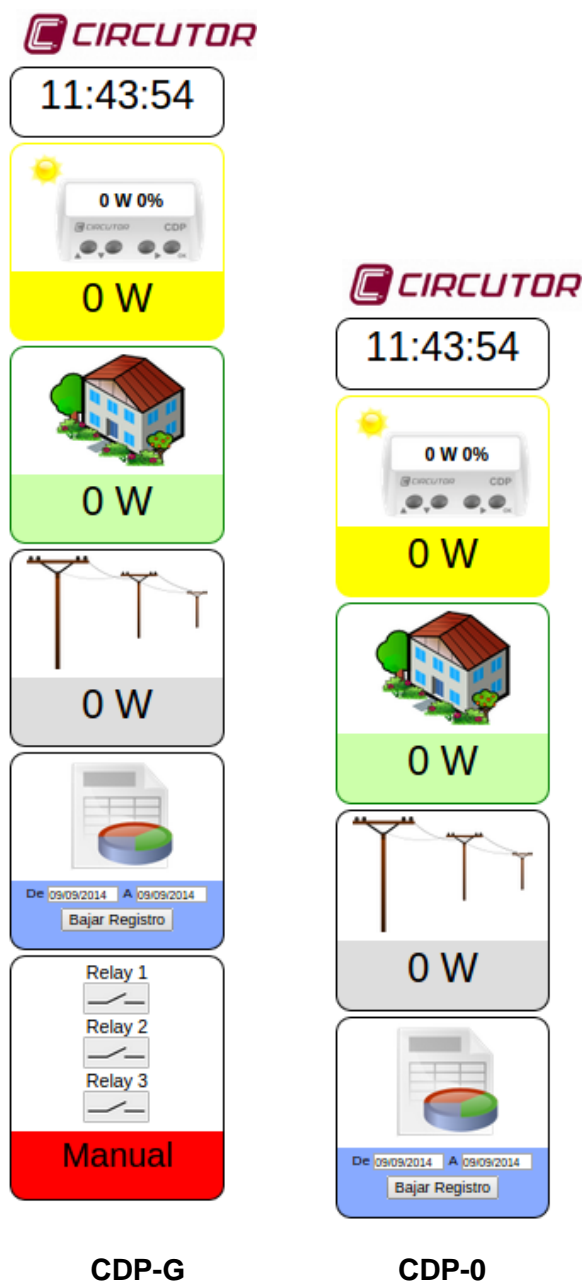 CIRCUTOR
11:43:54
0 W 0%
CIRCUTOR CDP
OK
0 W
0 W
0 W
De 09/09/2014 A 09/09/2014
Bajar Registro
Relay 1
Relay 2
Relay 3
Manual
CDP-G
CIRCUTOR
11:43:54
0 W 0%
CIRCUTOR CDP
OK
0 W
0 W
0 W
De 09/09/2014 A 09/09/2014
Bajar Registro
CDP-0